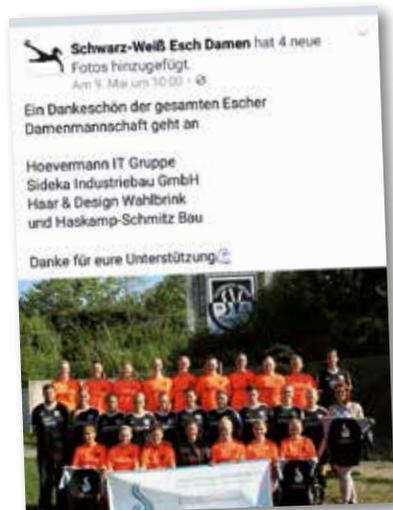 Schwarz-Weiß Esch Damen hat 4 neue
Fotos hinzugefügt.
Am 9. Mai um 10:00 ·
Ein Dankeschön der gesamten Escher
Damenmannschaft geht an
Hoevermann IT Gruppe
Sideka Industriebau GmbH
Haar & Design Wahlbrink
und Haskamp-Schmitz Bau
Danke für eure Unterstützung